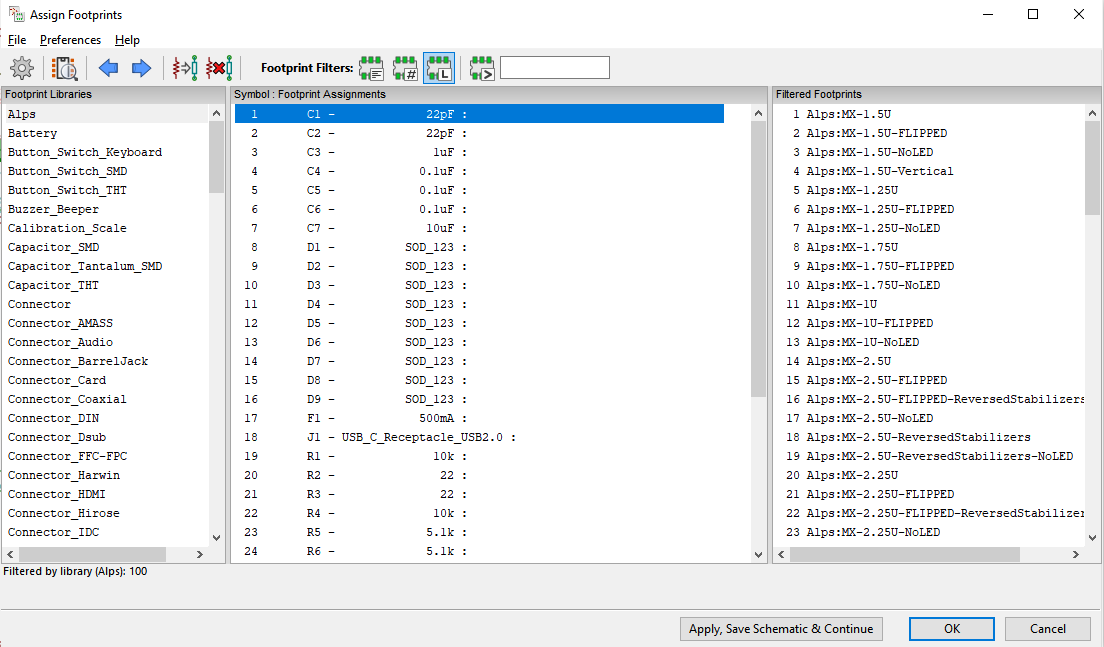 Assign Footprints
File Preferences Help
Footprint Filters:
Footprint Libraries
Alps
Battery
Button_Switch_Keyboard
Button_Switch_SMD
Button_Switch_THT
Buzzer_Beeper
Calibration_Scale
Capacitor_SMD
Capacitor_Tantalum_SMD
Capacitor_THT
Connector
Connector_AMASS
Connector_Audio
Connector_BarrelJack
Connector_Card
Connector_Coaxial
Connector_DIN
Connector_Dsub
Connector_FFC-FPC
Connector_Harwin
Connector_HDMI
Connector_Hirose
Connector_IDC
Symbol : Footprint Assignments
1 C1 - 22pF :
2 C2 - 22pF :
3 C3 - 1uF :
4 C4 - 0.1uF :
5 C5 - 0.1uF :
6 C6 - 0.1uF :
7 C7 - 10uF :
8 D1 - SOD_123 :
9 D2 - SOD_123 :
10 D3 - SOD_123 :
11 D4 - SOD_123 :
12 D5 - SOD_123 :
13 D6 - SOD_123 :
14 D7 - SOD_123 :
15 D8 - SOD_123 :
16 D9 - SOD_123 :
17 F1 - 500mA :
18 J1 - USB_C_Receptacle_USB2.0 :
19 R1 - 10k :
20 R2 - 22 :
21 R3 - 22 :
22 R4 - 10k :
23 R5 - 5.1k :
24 R6 - 5.1k :
Filtered Footprints
1 Alps:MX-1.5U
2 Alps:MX-1.5U-FLIPPED
3 Alps:MX-1.5U-NoLED
4 Alps:MX-1.5U-Vertical
5 Alps:MX-1.25U
6 Alps:MX-1.25U-FLIPPED
7 Alps:MX-1.25U-NoLED
8 Alps:MX-1.75U
9 Alps:MX-1.75U-FLIPPED
10 Alps:MX-1.75U-NoLED
11 Alps:MX-1U
12 Alps:MX-1U-FLIPPED
13 Alps:MX-1U-NoLED
14 Alps:MX-2.5U
15 Alps:MX-2.5U-FLIPPED
16 Alps:MX-2.5U-FLIPPED-ReversedStabilizers
17 Alps:MX-2.5U-NoLED
18 Alps:MX-2.5U-ReversedStabilizers
19 Alps:MX-2.5U-ReversedStabilizers-NoLED
20 Alps:MX-2.25U
21 Alps:MX-2.25U-FLIPPED
22 Alps:MX-2.25U-FLIPPED-ReversedStabilizer
23 Alps:MX-2.25U-NoLED
Filtered by library (Alps): 100
Apply, Save Schematic & Continue
OK
Cancel